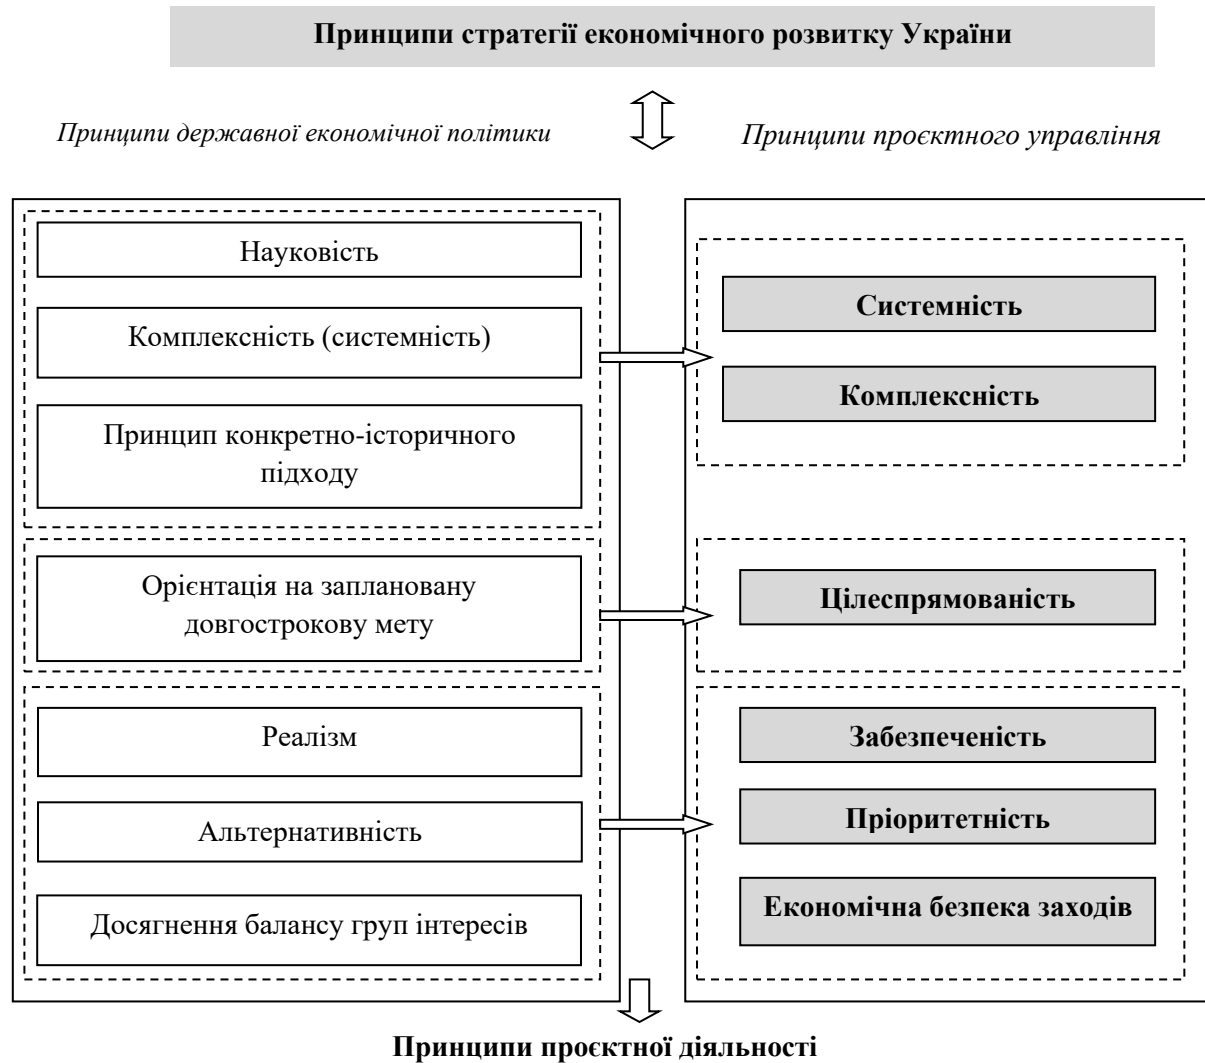 Принципи стратегії економічного розвитку України
Принципи державної економічної політики
Принципи проєктного управління
Науковість
Комплексність (системність)
Принцип конкретно-історичного
підходу
Орієнтація на заплановану
довгострокову мету
Реалізм
Альтернативність
Досягнення балансу груп інтересів
Системність
Комплексність
Цілеспрямованість
Забезпеченість
Пріоритетність
Економічна безпека заходів
Принципи проєктної діяльності